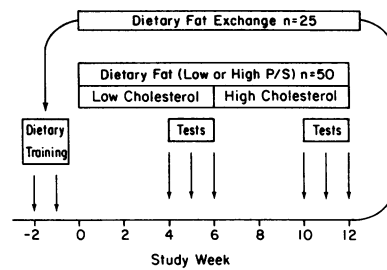 Dietary Fat Exchange n=25
Dietary Fat (Low or High P/S) n=50
Low Cholesterol High Cholesterol
Dietary Training
Tests Tests
-2 0 2 4 6 8 10 12
Study Week